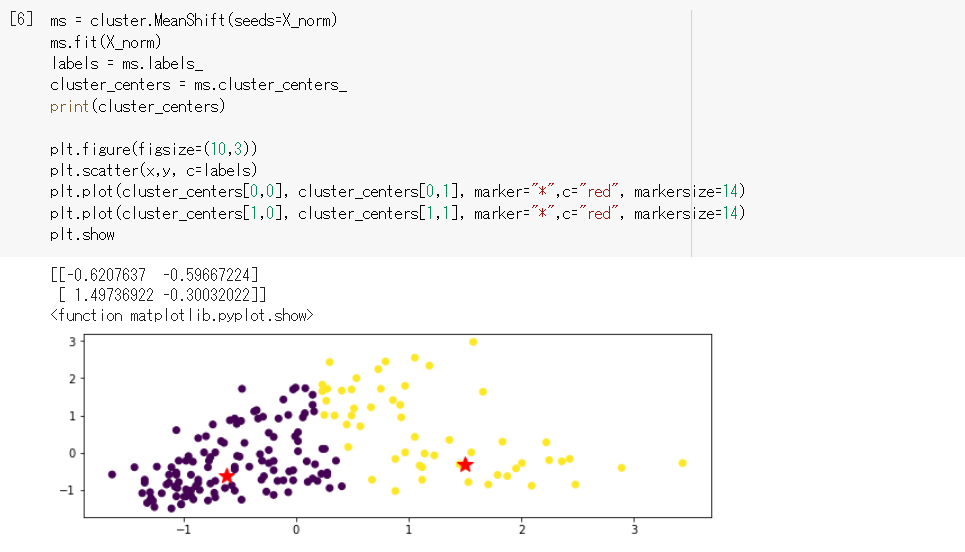 [6] ms = cluster.MeanShift(seeds=X_norm)
ms.fit(X_norm)
labels = ms.labels_
cluster_centers = ms.cluster_centers_
print(cluster_centers)
plt.figure(figsize=(10,3))
plt.scatter(x,y, c=labels)
plt.plot(cluster_centers[0,0], cluster_centers[0,1], marker="*",c="red", markersize=14)
plt.plot(cluster_centers[1,0], cluster_centers[1,1], marker="*",c="red", markersize=14)
plt.show
[[-0.6207637 -0.59667224]
[ 1.49736922 -0.30032022]]
<function matplotlib.pyplot.show>
3
2
1
0
−1
−1 0 1 2 3